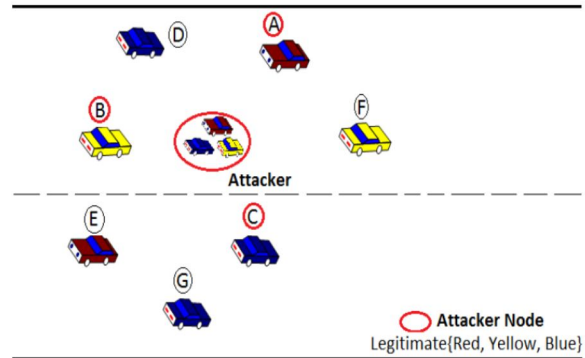 D
A
B
F
Attacker
E
C
G
Attacker Node
Legitimate{Red, Yellow, Blue}